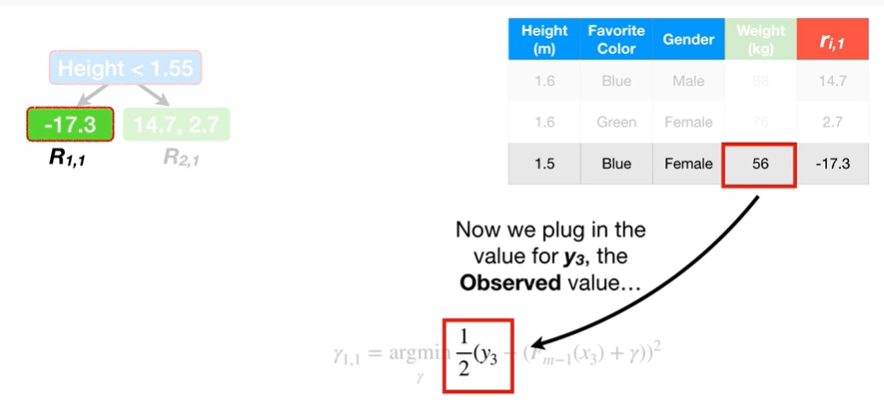 Height < 1.55
-17.3
14.7, 2.7
R1,1
R2,1
Height (m) Favorite Color Gender Weight (kg) ri,1
1.6 Blue Male 88 14.7
1.6 Green Female 76 2.7
1.5 Blue Female 56 -17.3
Now we plug in the
value for y3, the
Observed value…
γ1,1 = argmin γ 1/2 (y3 - (Fm−1(x3) + γ))²